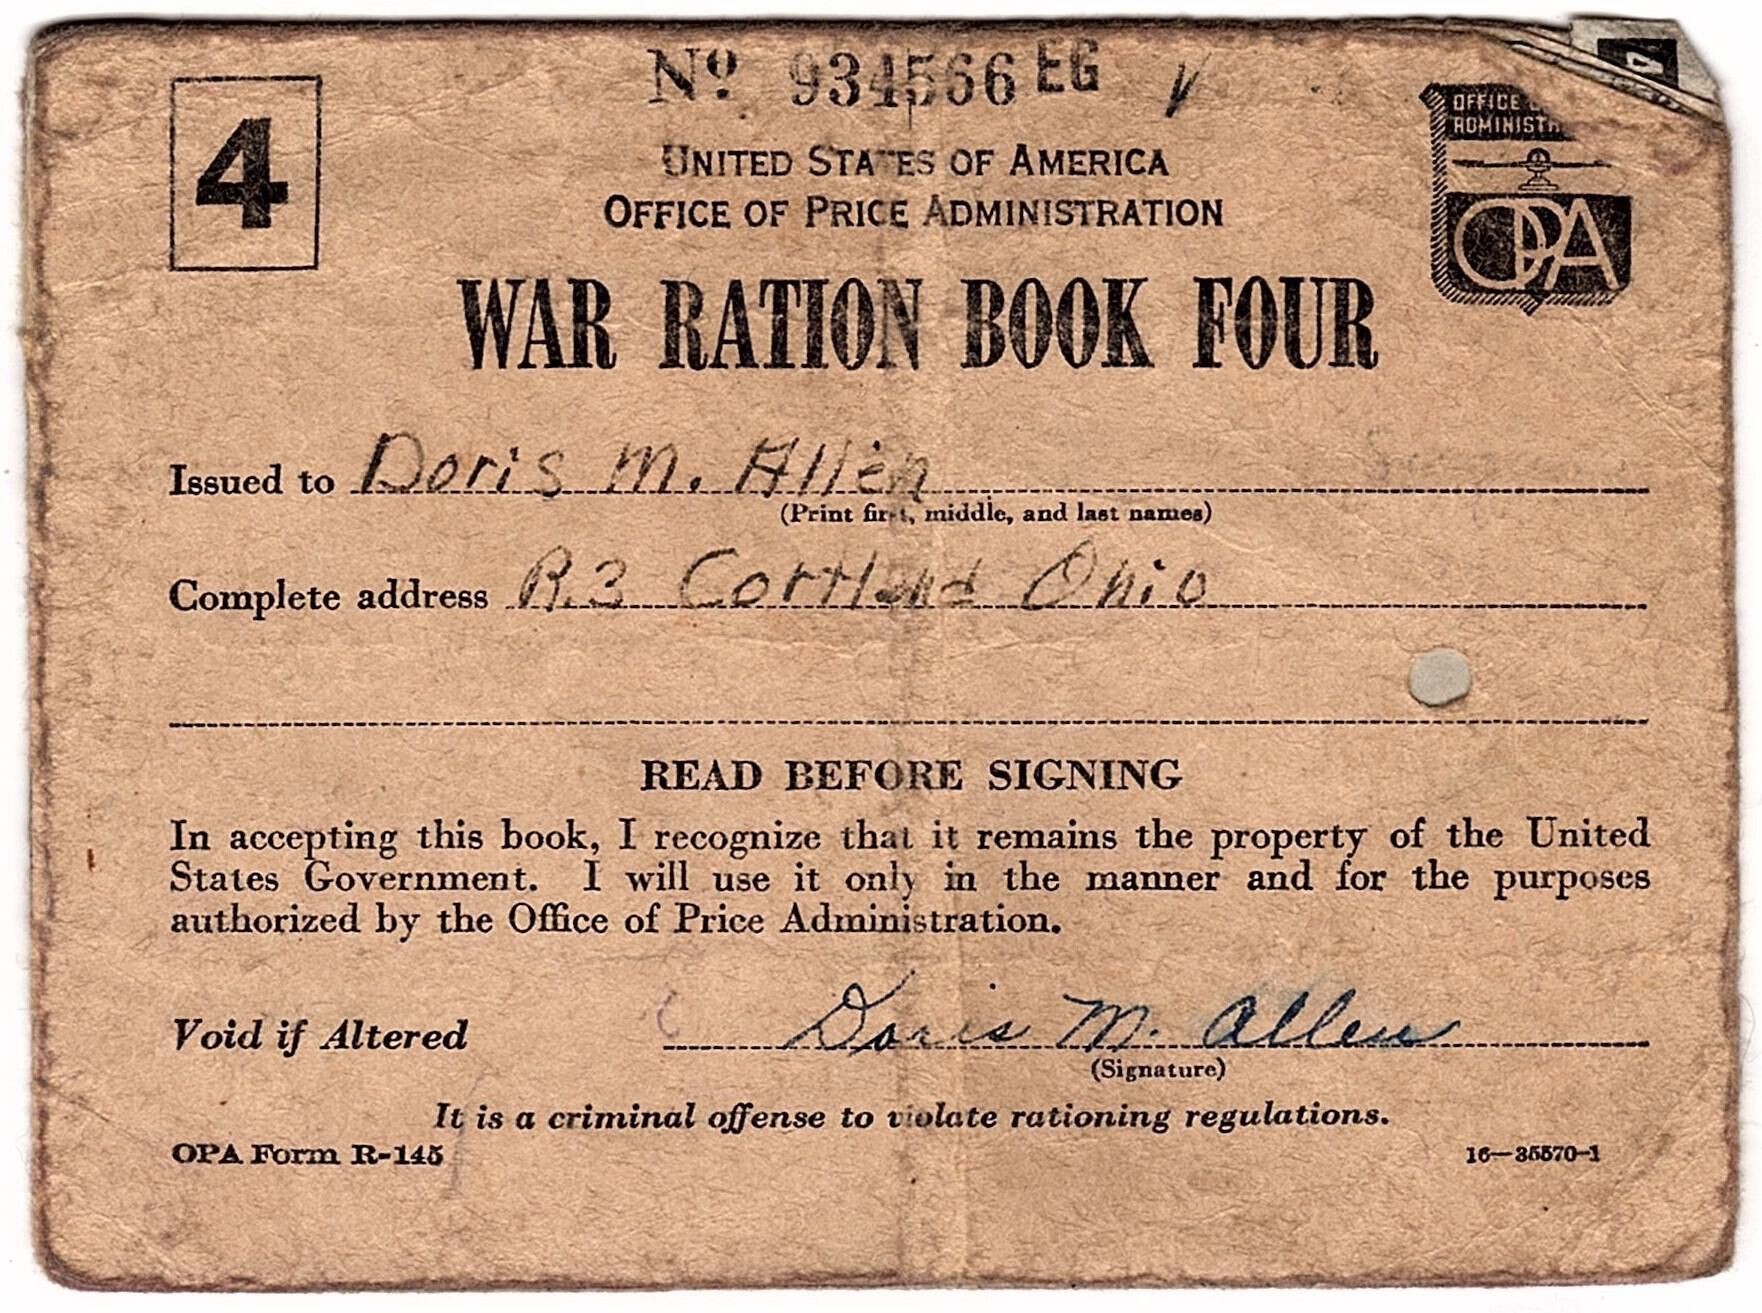 4
Nº 934566 EG
UNITED STATES OF AMERICA
OFFICE OF PRICE ADMINISTRATION
OFFICE
ADMINISTR
OPA
WAR RATION BOOK FOUR
Issued to Doris M. Allen
(Print first, middle, and last names)
Complete address R.3 Cortland Ohio
READ BEFORE SIGNING
In accepting this book, I recognize that it remains the property of the United
States Government. I will use it only in the manner and for the purposes
authorized by the Office of Price Administration.
Void if Altered Doris M. Allen
(Signature)
It is a criminal offense to violate rationing regulations.
OPA Form R-145 16—35570-1